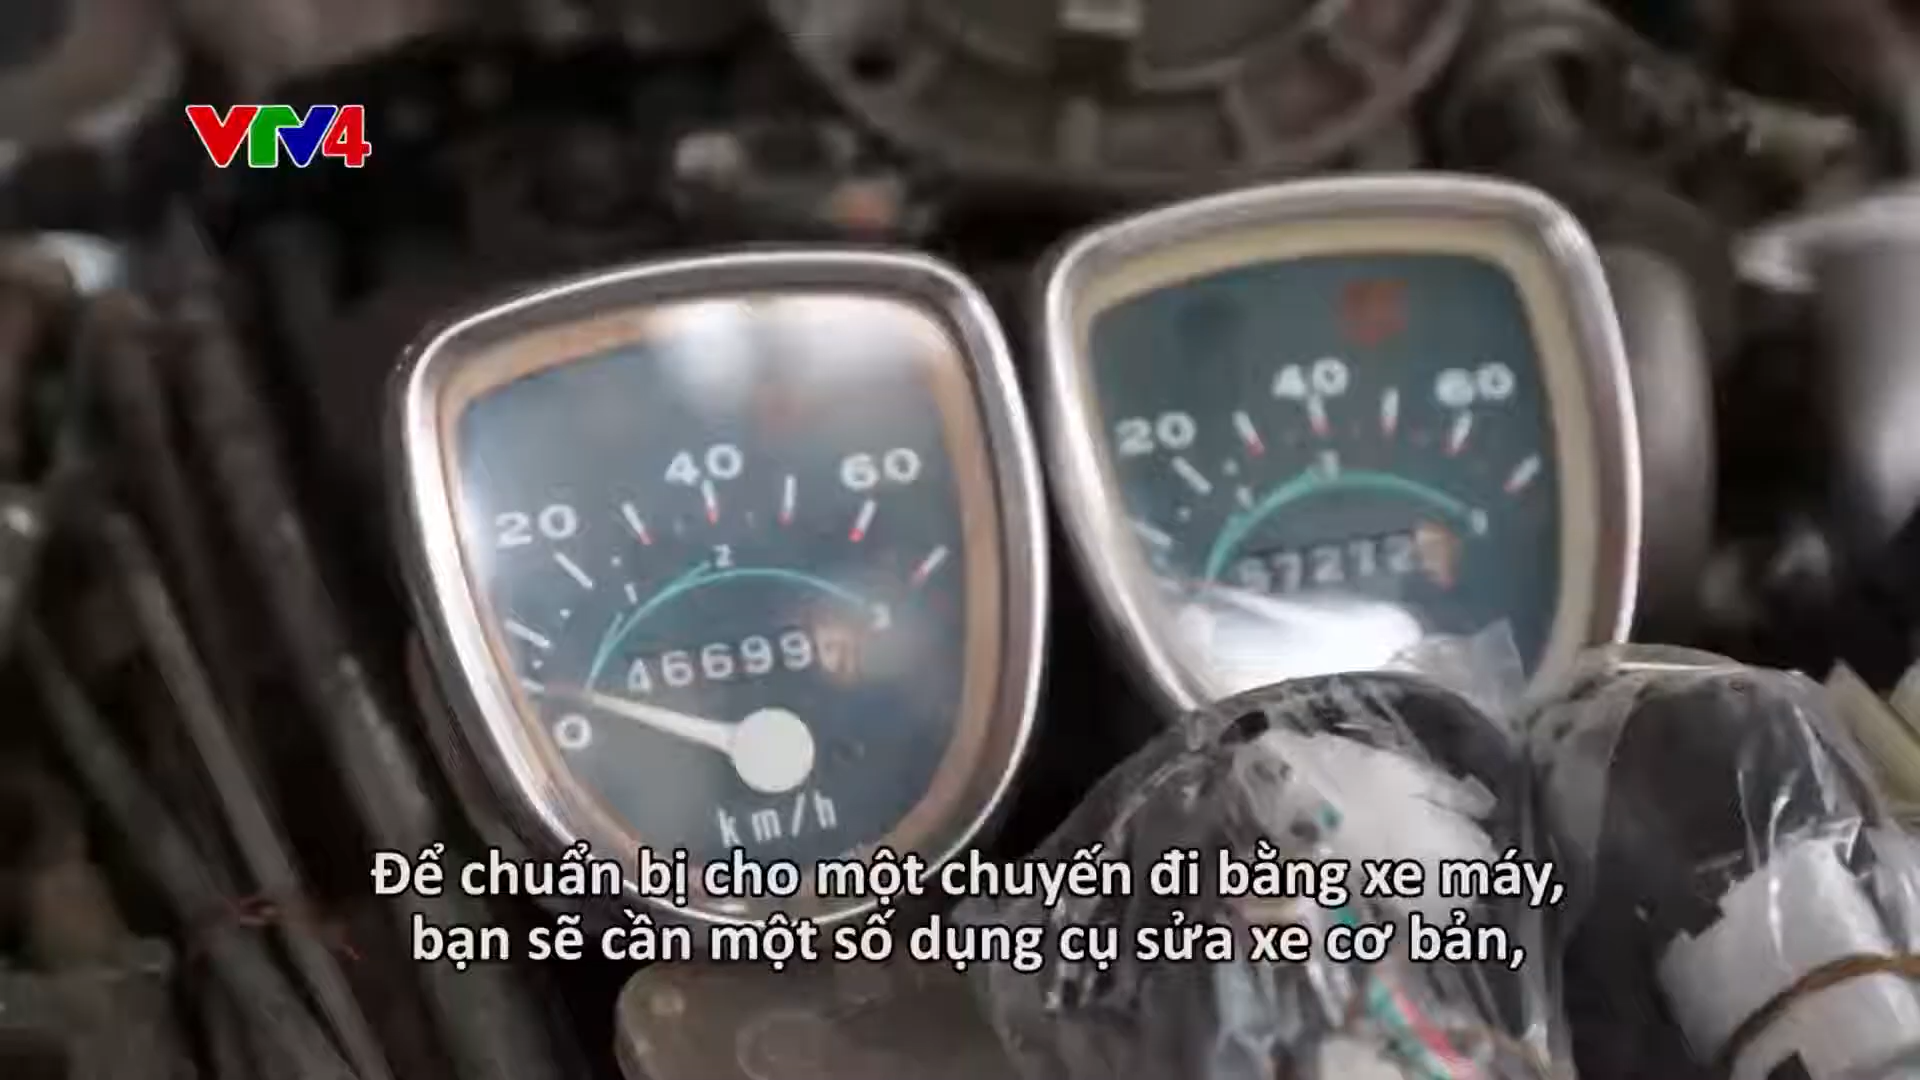 VTV4
40
60
20
40
60
20
2
1
3
46699
0
km/h
Để chuẩn bị cho một chuyến đi bằng xe máy,
bạn sẽ cần một số dụng cụ sửa xe cơ bản,